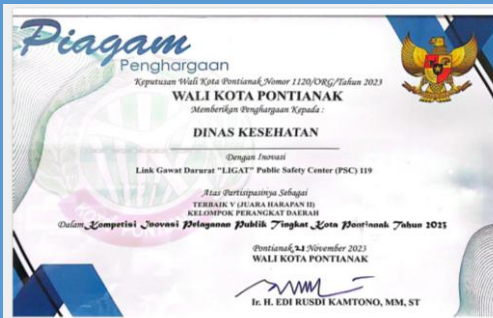 Piagam
Penghargaan
Keputusan Wali Kota Pontianak Nomor 1120/ORG/Tahun 2023
WALI KOTA PONTIANAK
Memberikan Penghargaan Kepada :
DINAS KESEHATAN
Dengan Inovasi
Link Gawat Darurat "LIGAT" Public Safety Center (PSC) 119
Atas Partisipasinya Sebagai
TERBAIK V (JUARA HARAPAN II)
KELOMPOK PERANGKAT DAERAH
Dalam Kompetisi Inovasi Pelayanan Publik Tingkat Kota Pontianak Tahun 2023
Pontianak, 21 November 2023
WALI KOTA PONTIANAK
Ir. H. EDI RUSDI KAMTONO, MM, ST